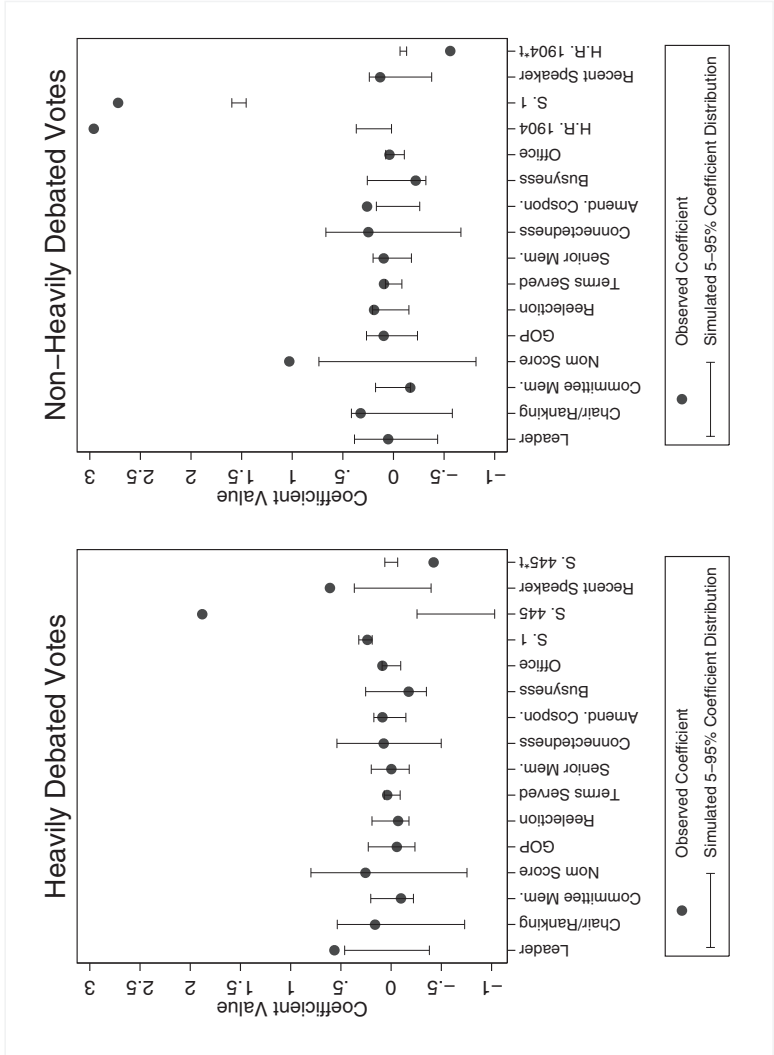 Heavily Debated Votes
Coefficient Value
3
2.5
2
1.5
1
.5
0
−.5
−1
Leader
Chair/Ranking
Committee Mem.
Nom Score
GOP
Reelection
Terms Served
Senior Mem.
Connectedness
Amend. Cospon.
Busyness
Office
S. 1
S. 445
Recent Speaker
S. 445*t
Observed Coefficient
Simulated 5−95% Coefficient Distribution
Non−Heavily Debated Votes
Coefficient Value
3
2.5
2
1.5
1
.5
0
−.5
−1
Leader
Chair/Ranking
Committee Mem.
Nom Score
GOP
Reelection
Terms Served
Senior Mem.
Connectedness
Amend. Cospon.
Busyness
Office
H.R. 1904
S. 1
Recent Speaker
H.R. 1904*t
Observed Coefficient
Simulated 5−95% Coefficient Distribution